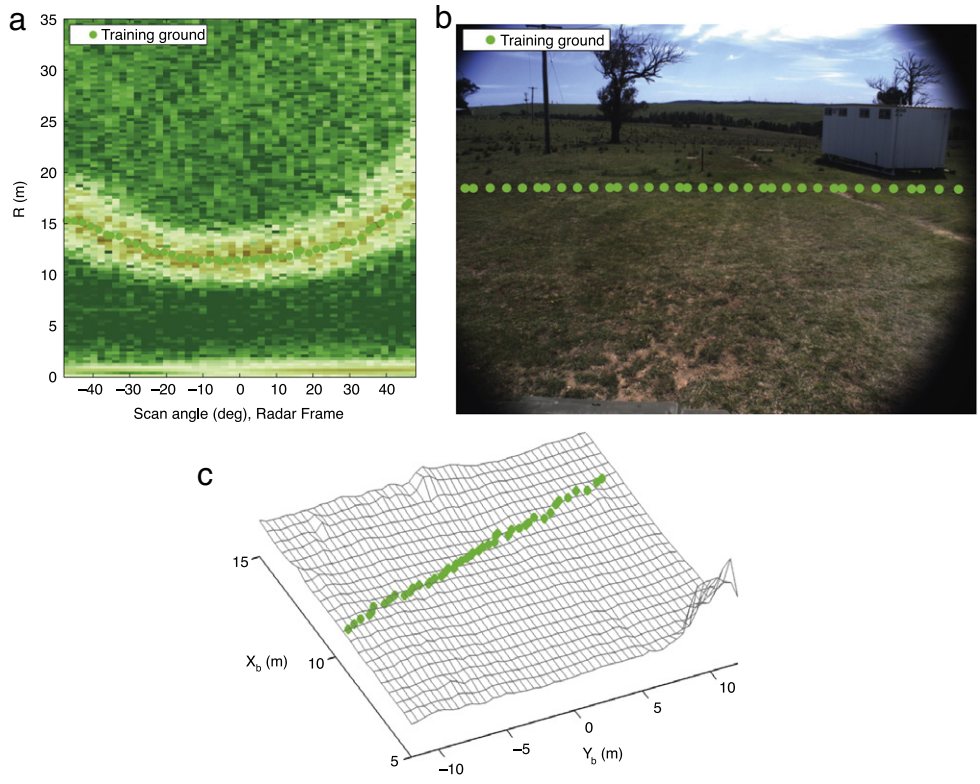 a
Training ground
35
30
25
20
15
10
5
0
R (m)
−40 −30 −20 −10 0 10 20 30 40
Scan angle (deg), Radar Frame
b
Training ground
c
15
10
5
X_b (m)
−10 −5 0 5 10
Y_b (m)